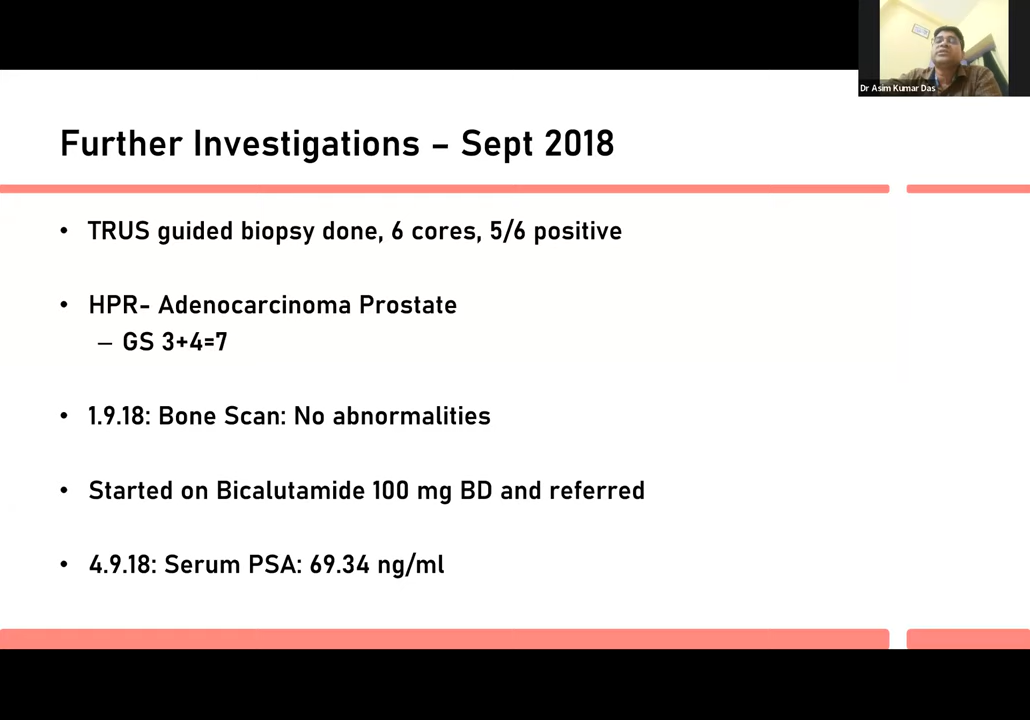 Dr Asim Kumar Das
Further Investigations – Sept 2018
• TRUS guided biopsy done, 6 cores, 5/6 positive
• HPR- Adenocarcinoma Prostate
– GS 3+4=7
• 1.9.18: Bone Scan: No abnormalities
• Started on Bicalutamide 100 mg BD and referred
• 4.9.18: Serum PSA: 69.34 ng/ml